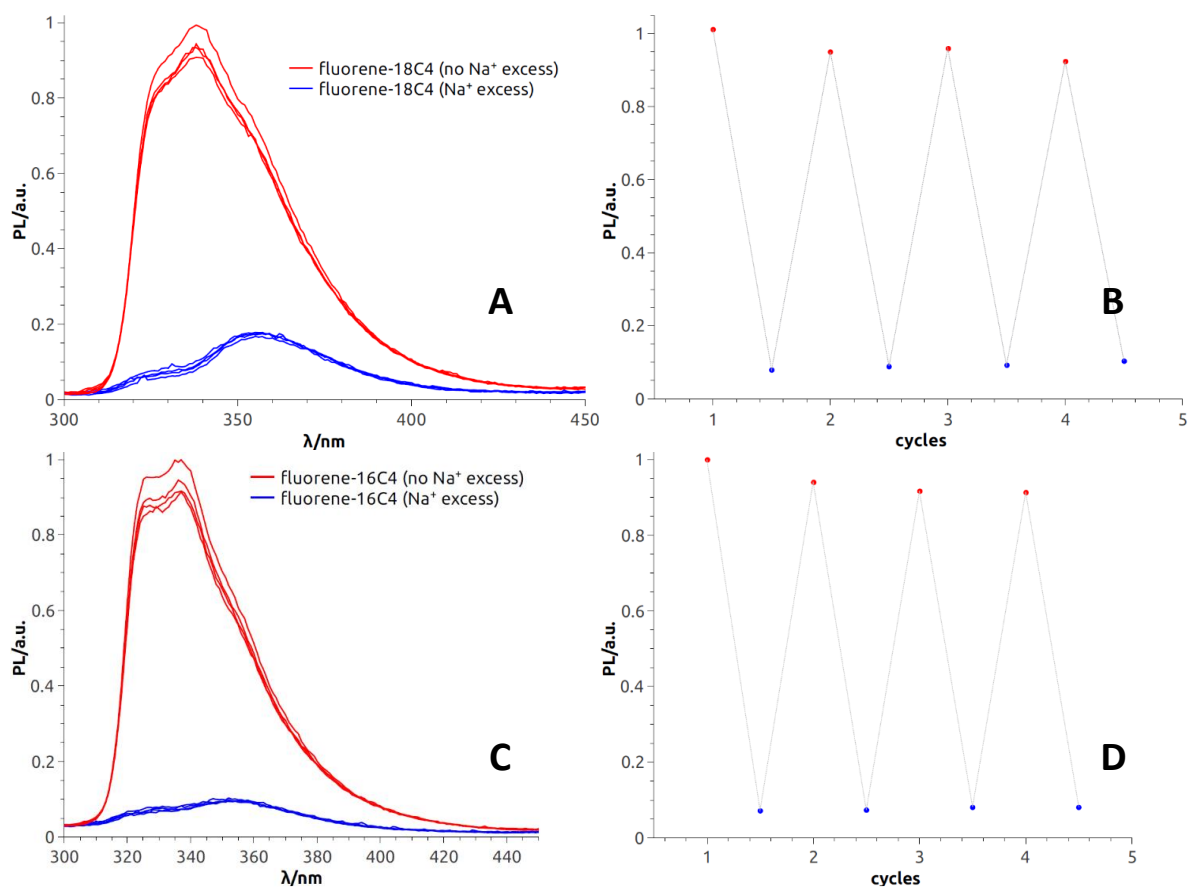 1
0.8
0.6
0.4
0.2
0
PL/a.u.
fluorene-18C4 (no Na⁺ excess)
fluorene-18C4 (Na⁺ excess)
A
300
350
400
450
λ/nm
1
0.8
0.6
0.4
0.2
0
PL/a.u.
B
1
2
3
4
5
cycles
1
0.8
0.6
0.4
0.2
0
PL/a.u.
fluorene-16C4 (no Na⁺ excess)
fluorene-16C4 (Na⁺ excess)
C
300
320
340
360
380
400
420
440
λ/nm
1
0.8
0.6
0.4
0.2
0
PL/a.u.
D
1
2
3
4
5
cycles